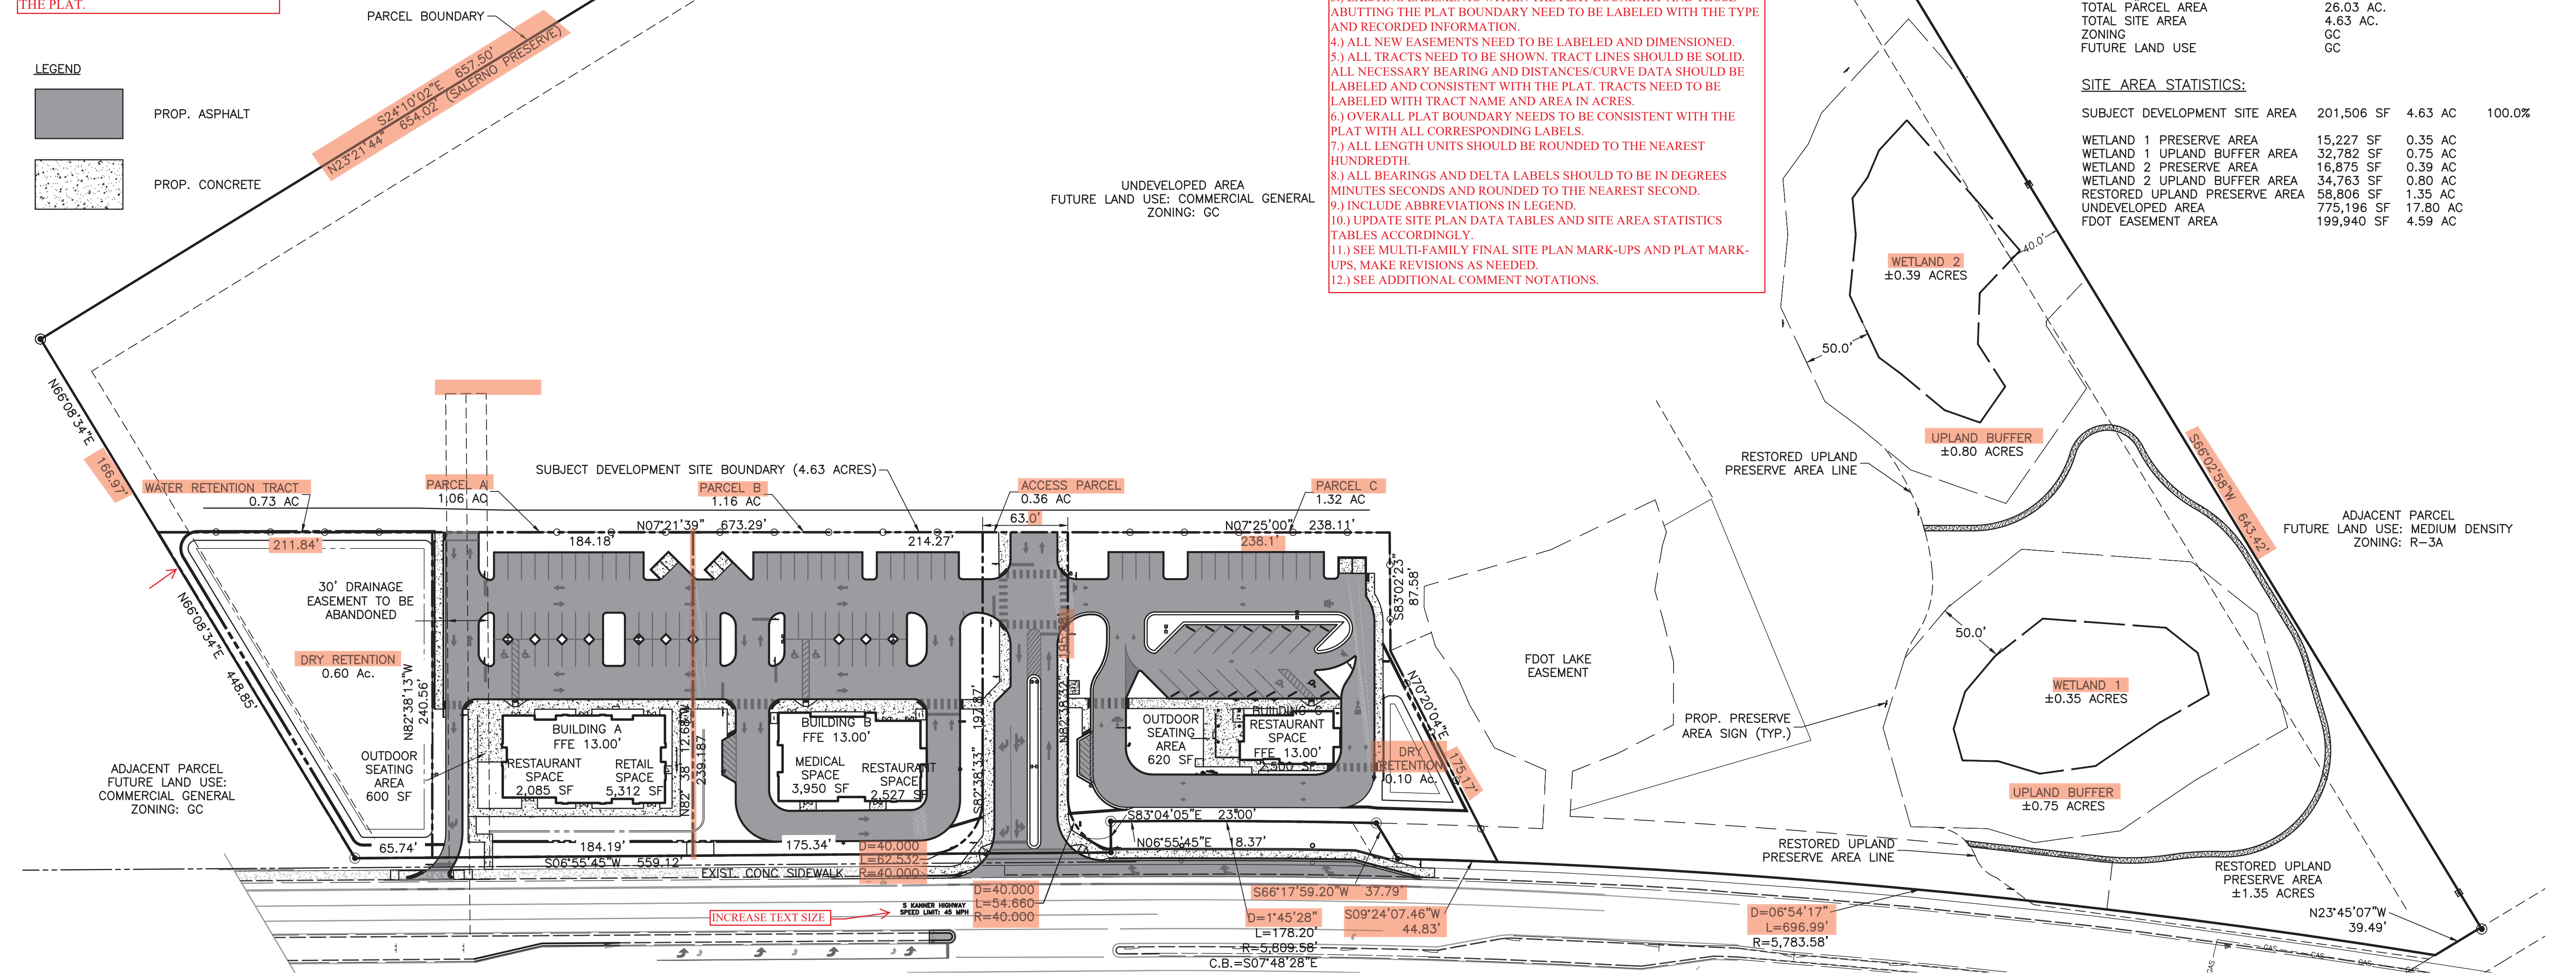 THE PLAT.
PARCEL BOUNDARY
S24°10'02"E 657.50'
N23°21'44" 654.02' (SALERNO PRESERVE)
LEGEND
PROP. ASPHALT
PROP. CONCRETE
UNDEVELOPED AREA
FUTURE LAND USE: COMMERCIAL GENERAL
ZONING: GC
ABUTTING THE PLAT BOUNDARY NEED TO BE LABELED WITH THE TYPE
AND RECORDED INFORMATION.
4.) ALL NEW EASEMENTS NEED TO BE LABELED AND DIMENSIONED.
5.) ALL TRACTS NEED TO BE SHOWN. TRACT LINES SHOULD BE SOLID.
ALL NECESSARY BEARING AND DISTANCES/CURVE DATA SHOULD BE
LABELED AND CONSISTENT WITH THE PLAT. TRACTS NEED TO BE
LABELED WITH TRACT NAME AND AREA IN ACRES.
6.) OVERALL PLAT BOUNDARY NEEDS TO BE CONSISTENT WITH THE
PLAT WITH ALL CORRESPONDING LABELS.
7.) ALL LENGTH UNITS SHOULD BE ROUNDED TO THE NEAREST
HUNDREDTH.
8.) ALL BEARINGS AND DELTA LABELS SHOULD TO BE IN DEGREES
MINUTES SECONDS AND ROUNDED TO THE NEAREST SECOND.
9.) INCLUDE ABBREVIATIONS IN LEGEND.
10.) UPDATE SITE PLAN DATA TABLES AND SITE AREA STATISTICS
TABLES ACCORDINGLY.
11.) SEE MULTI-FAMILY FINAL SITE PLAN MARK-UPS AND PLAT MARK-
UPS, MAKE REVISIONS AS NEEDED.
12.) SEE ADDITIONAL COMMENT NOTATIONS.
TOTAL PARCEL AREA 26.03 AC.
TOTAL SITE AREA 4.63 AC.
ZONING GC
FUTURE LAND USE GC
SITE AREA STATISTICS:
SUBJECT DEVELOPMENT SITE AREA 201,506 SF 4.63 AC 100.0%
WETLAND 1 PRESERVE AREA 15,227 SF 0.35 AC
WETLAND 1 UPLAND BUFFER AREA 32,782 SF 0.75 AC
WETLAND 2 PRESERVE AREA 16,875 SF 0.39 AC
WETLAND 2 UPLAND BUFFER AREA 34,763 SF 0.80 AC
RESTORED UPLAND PRESERVE AREA 58,806 SF 1.35 AC
UNDEVELOPED AREA 775,196 SF 17.80 AC
FDOT EASEMENT AREA 199,940 SF 4.59 AC
WETLAND 2
±0.39 ACRES
40.0'
50.0'
UPLAND BUFFER
±0.80 ACRES
RESTORED UPLAND
PRESERVE AREA LINE
S66°02'58"W 643.42'
ADJACENT PARCEL
FUTURE LAND USE: MEDIUM DENSITY
ZONING: R-3A
N66°08'34"E
166.97'
WATER RETENTION TRACT
0.73 AC
PARCEL A
1.06 AC
SUBJECT DEVELOPMENT SITE BOUNDARY (4.63 ACRES)
PARCEL B
1.16 AC
ACCESS PARCEL
0.36 AC
PARCEL C
1.32 AC
211.84'
N07°21'39" 673.29'
184.18'
214.27'
63.0'
N07°25'00" 238.11'
238.1'
S83°02'23"
87.58'
30' DRAINAGE
EASEMENT TO BE
ABANDONED
N66°08'34"E 448.85'
DRY RETENTION
0.60 Ac.
N82°38'13"W
240.56'
OUTDOOR
SEATING
AREA
600 SF
ADJACENT PARCEL
FUTURE LAND USE:
COMMERCIAL GENERAL
ZONING: GC
BUILDING A
FFE 13.00'
RESTAURANT
SPACE
2,085 SF
RETAIL
SPACE
5,312 SF
N82° 38' 12.68"W
239.187
BUILDING B
FFE 13.00'
MEDICAL
SPACE
3,950 SF
RESTAURANT
SPACE
2,527 SF
S82°38'33" 197.87'
N82°38'32"
OUTDOOR
SEATING
AREA
620 SF
BUILDING C
RESTAURANT
SPACE
FFE 13.00'
2,500 SF
DRY
RETENTION
0.10 Ac.
N70°20'04"E
175.17'
FDOT LAKE
EASEMENT
PROP. PRESERVE
AREA SIGN (TYP.)
50.0'
WETLAND 1
±0.35 ACRES
UPLAND BUFFER
±0.75 ACRES
RESTORED UPLAND
PRESERVE AREA LINE
RESTORED UPLAND
PRESERVE AREA
±1.35 ACRES
65.74'
184.19'
175.34'
S06°55'45"W 559.12'
EXIST. CONC SIDEWALK
D=40.000
L=62.532
R=40.000
S83°04'05"E 23.00'
N06°55'45"E 18.37'
INCREASE TEXT SIZE
S KANNER HIGHWAY
SPEED LIMIT: 45 MPH
D=40.000
L=54.660
R=40.000
S66°17'59.20"W 37.79'
D=1°45'28"
L=178.20'
R=5,809.58'
C.B.=S07°48'28"E
S09°24'07.46"W
44.83'
D=06°54'17"
L=696.99'
R=5,783.58'
N23°45'07"W
39.49'
GAS
GAS
GAS
GAS